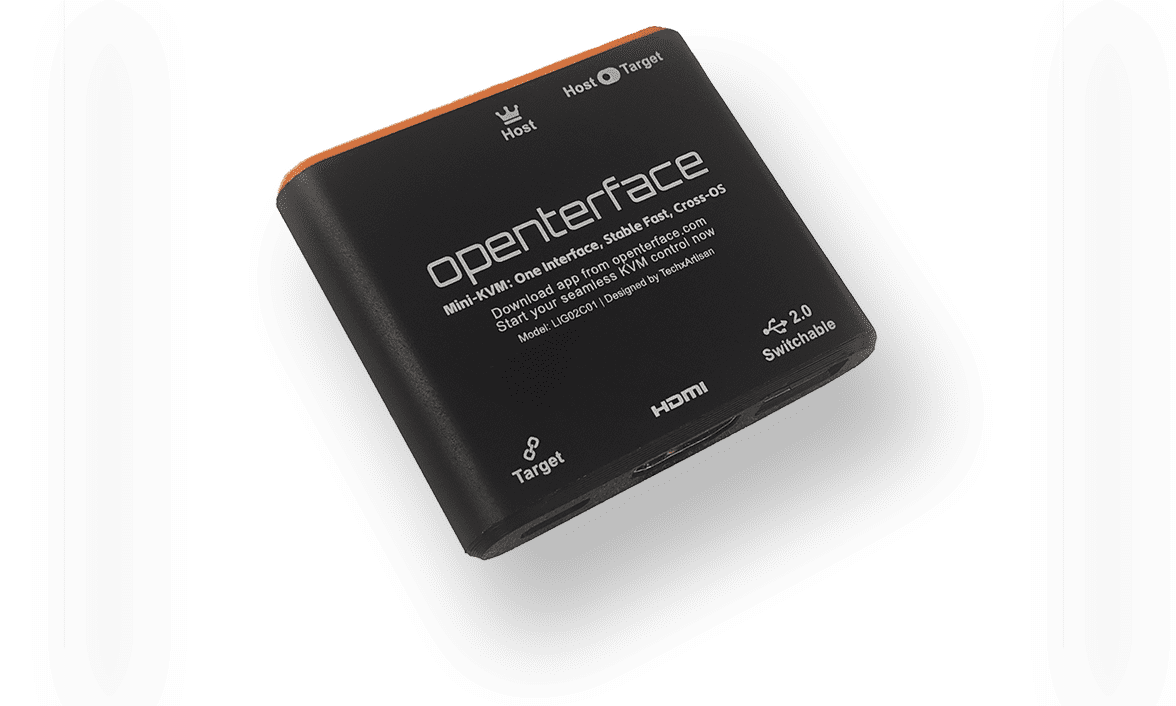 Host Target
Host
openterface
Mini-KVM: One Interface, Stable Fast, Cross-OS
Download app from openterface.com
Start your seamless KVM control now
Model: LIG02C01 | Designed by TechxArtisan
2.0
Switchable
HDMI
Target